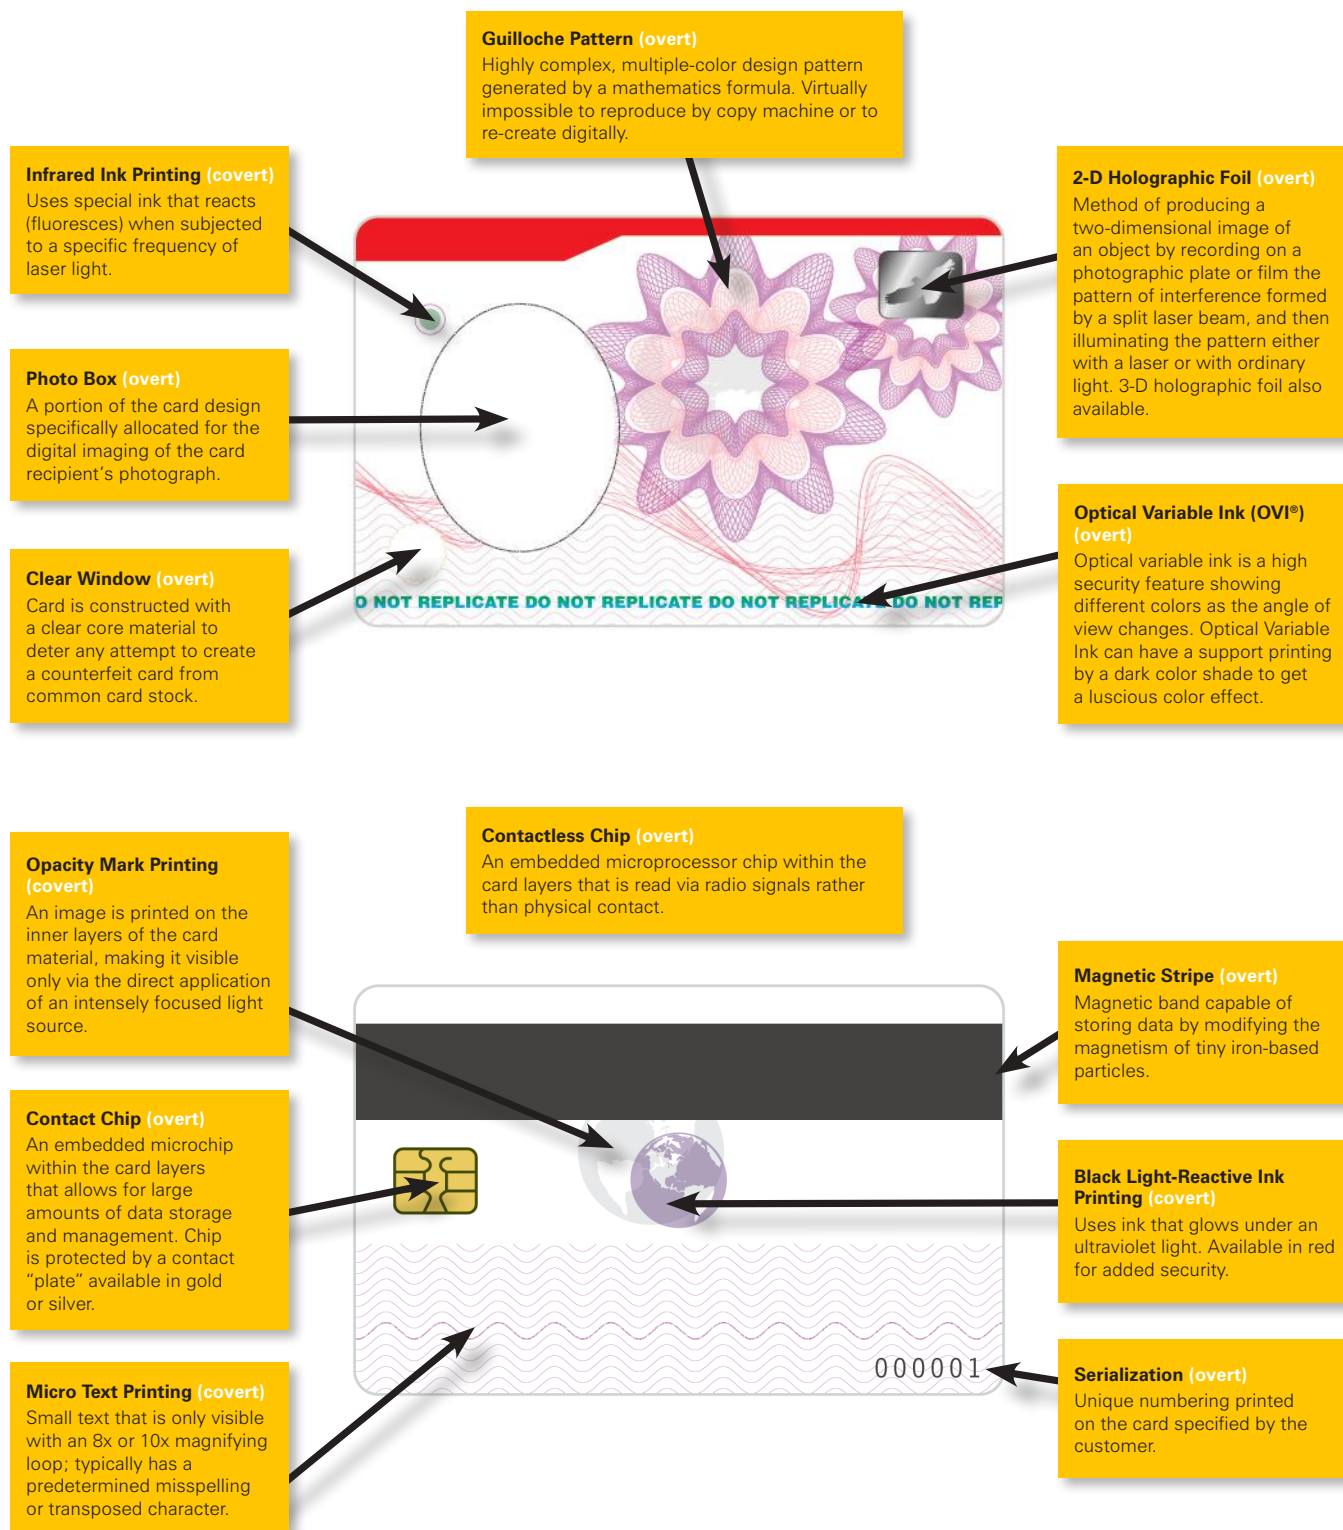 Guilloche Pattern (overt)
Highly complex, multiple-color design pattern
generated by a mathematics formula. Virtually
impossible to reproduce by copy machine or to
re-create digitally.
Infrared Ink Printing (covert)
Uses special ink that reacts
(fluoresces) when subjected
to a specific frequency of
laser light.
2-D Holographic Foil (overt)
Method of producing a
two-dimensional image of
an object by recording on a
photographic plate or film the
pattern of interference formed
by a split laser beam, and then
illuminating the pattern either
with a laser or with ordinary
light. 3-D holographic foil also
available.
Photo Box (overt)
A portion of the card design
specifically allocated for the
digital imaging of the card
recipient's photograph.
Optical Variable Ink (OVI®)
(overt)
Optical variable ink is a high
security feature showing
different colors as the angle of
view changes. Optical Variable
Ink can have a support printing
by a dark color shade to get
a luscious color effect.
Clear Window (overt)
Card is constructed with
a clear core material to
deter any attempt to create
a counterfeit card from
common card stock.
O NOT REPLICATE DO NOT REPLICATE DO NOT REPLICATE DO NOT REP
Contactless Chip (overt)
An embedded microprocessor chip within the
card layers that is read via radio signals rather
than physical contact.
Opacity Mark Printing
(covert)
An image is printed on the
inner layers of the card
material, making it visible
only via the direct application
of an intensely focused light
source.
Magnetic Stripe (overt)
Magnetic band capable of
storing data by modifying the
magnetism of tiny iron-based
particles.
Contact Chip (overt)
An embedded microchip
within the card layers
that allows for large
amounts of data storage
and management. Chip
is protected by a contact
"plate" available in gold
or silver.
Black Light-Reactive Ink
Printing (covert)
Uses ink that glows under an
ultraviolet light. Available in red
for added security.
000001
Serialization (overt)
Unique numbering printed
on the card specified by the
customer.
Micro Text Printing (covert)
Small text that is only visible
with an 8x or 10x magnifying
loop; typically has a
predetermined misspelling
or transposed character.